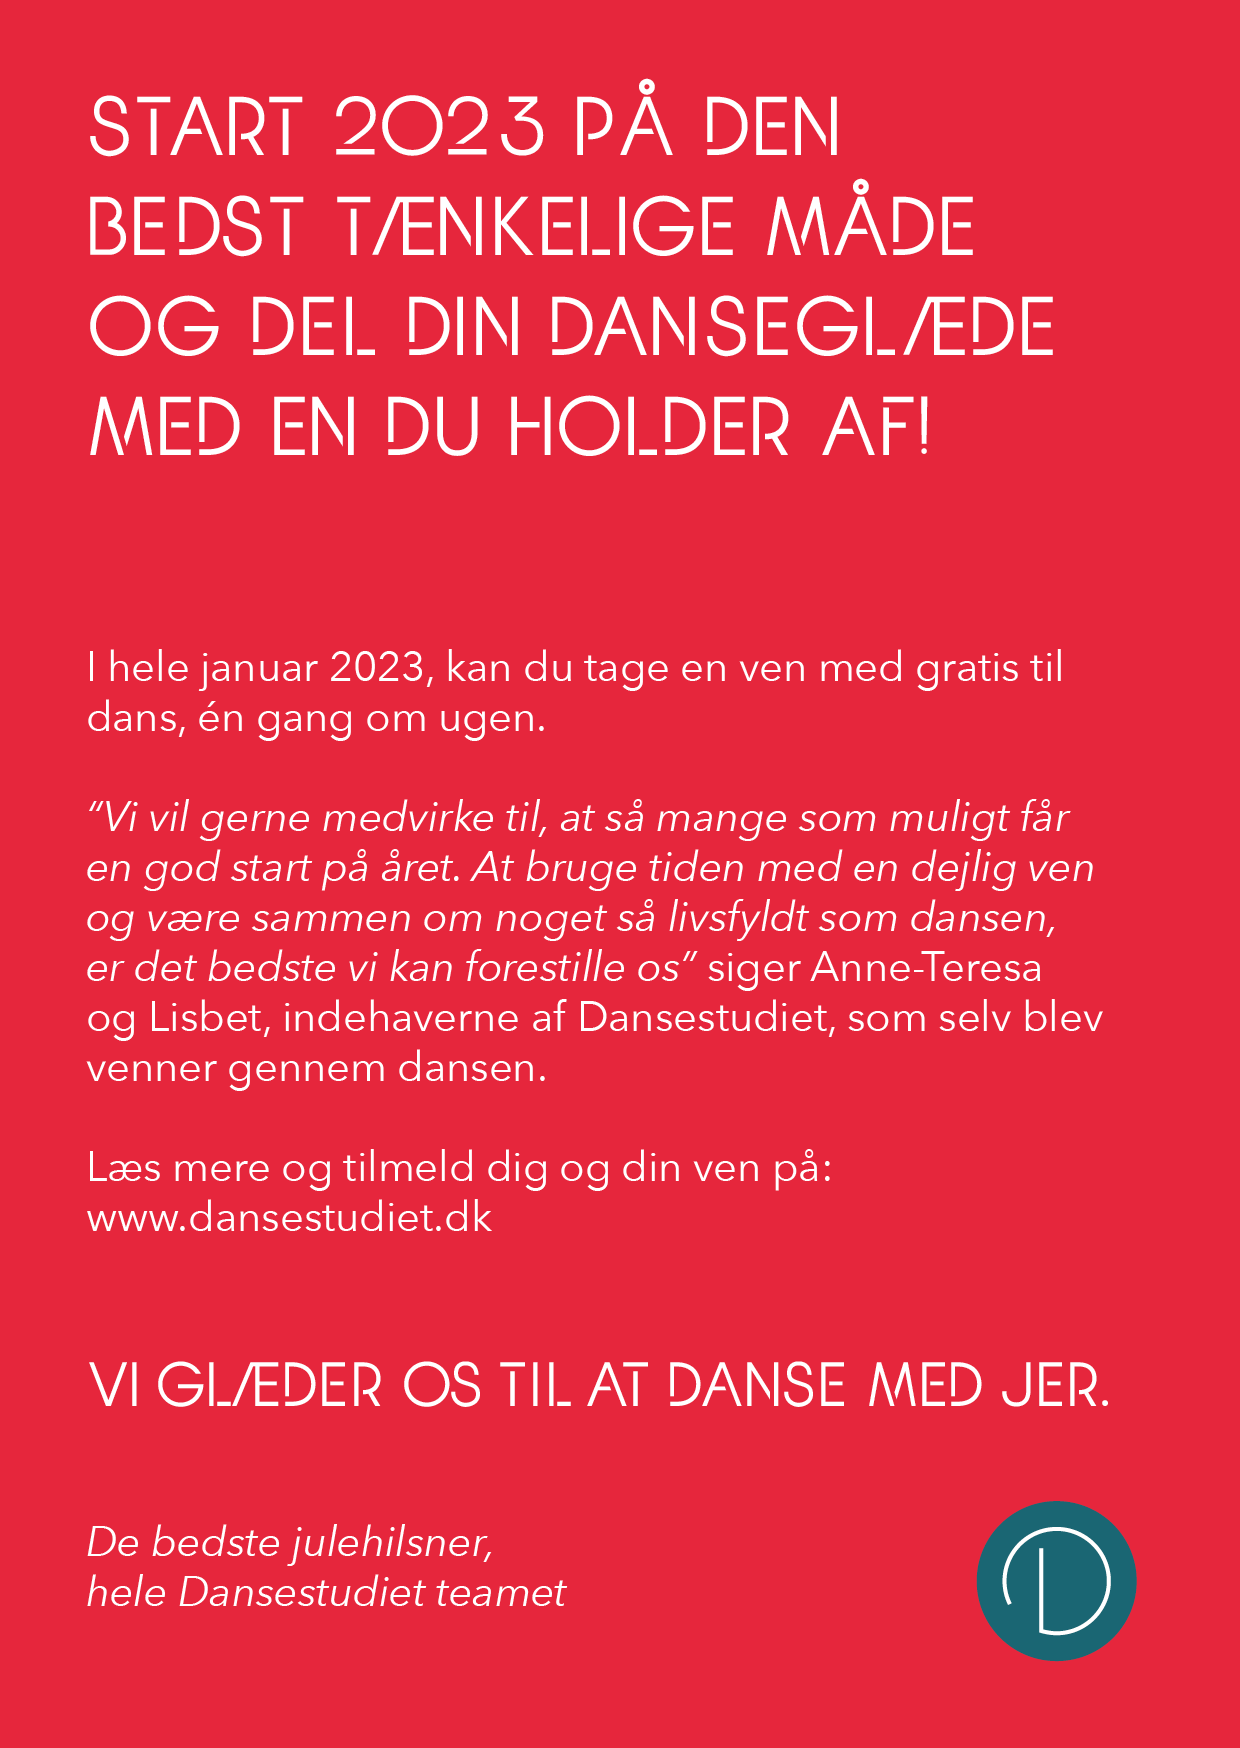 START 2023 PÅ DEN
BEDST TÆNKELIGE MÅDE
OG DEL DIN DANSEGLÆDE
MED EN DU HOLDER AF!
I hele januar 2023, kan du tage en ven med gratis til
dans, én gang om ugen.
“Vi vil gerne medvirke til, at så mange som muligt får
en god start på året. At bruge tiden med en dejlig ven
og være sammen om noget så livsfyldt som dansen,
er det bedste vi kan forestille os” siger Anne-Teresa
og Lisbet, indehaverne af Dansestudiet, som selv blev
venner gennem dansen.
Læs mere og tilmeld dig og din ven på:
www.dansestudiet.dk
VI GLÆDER OS TIL AT DANSE MED JER.
De bedste julehilsner,
hele Dansestudiet teamet
D